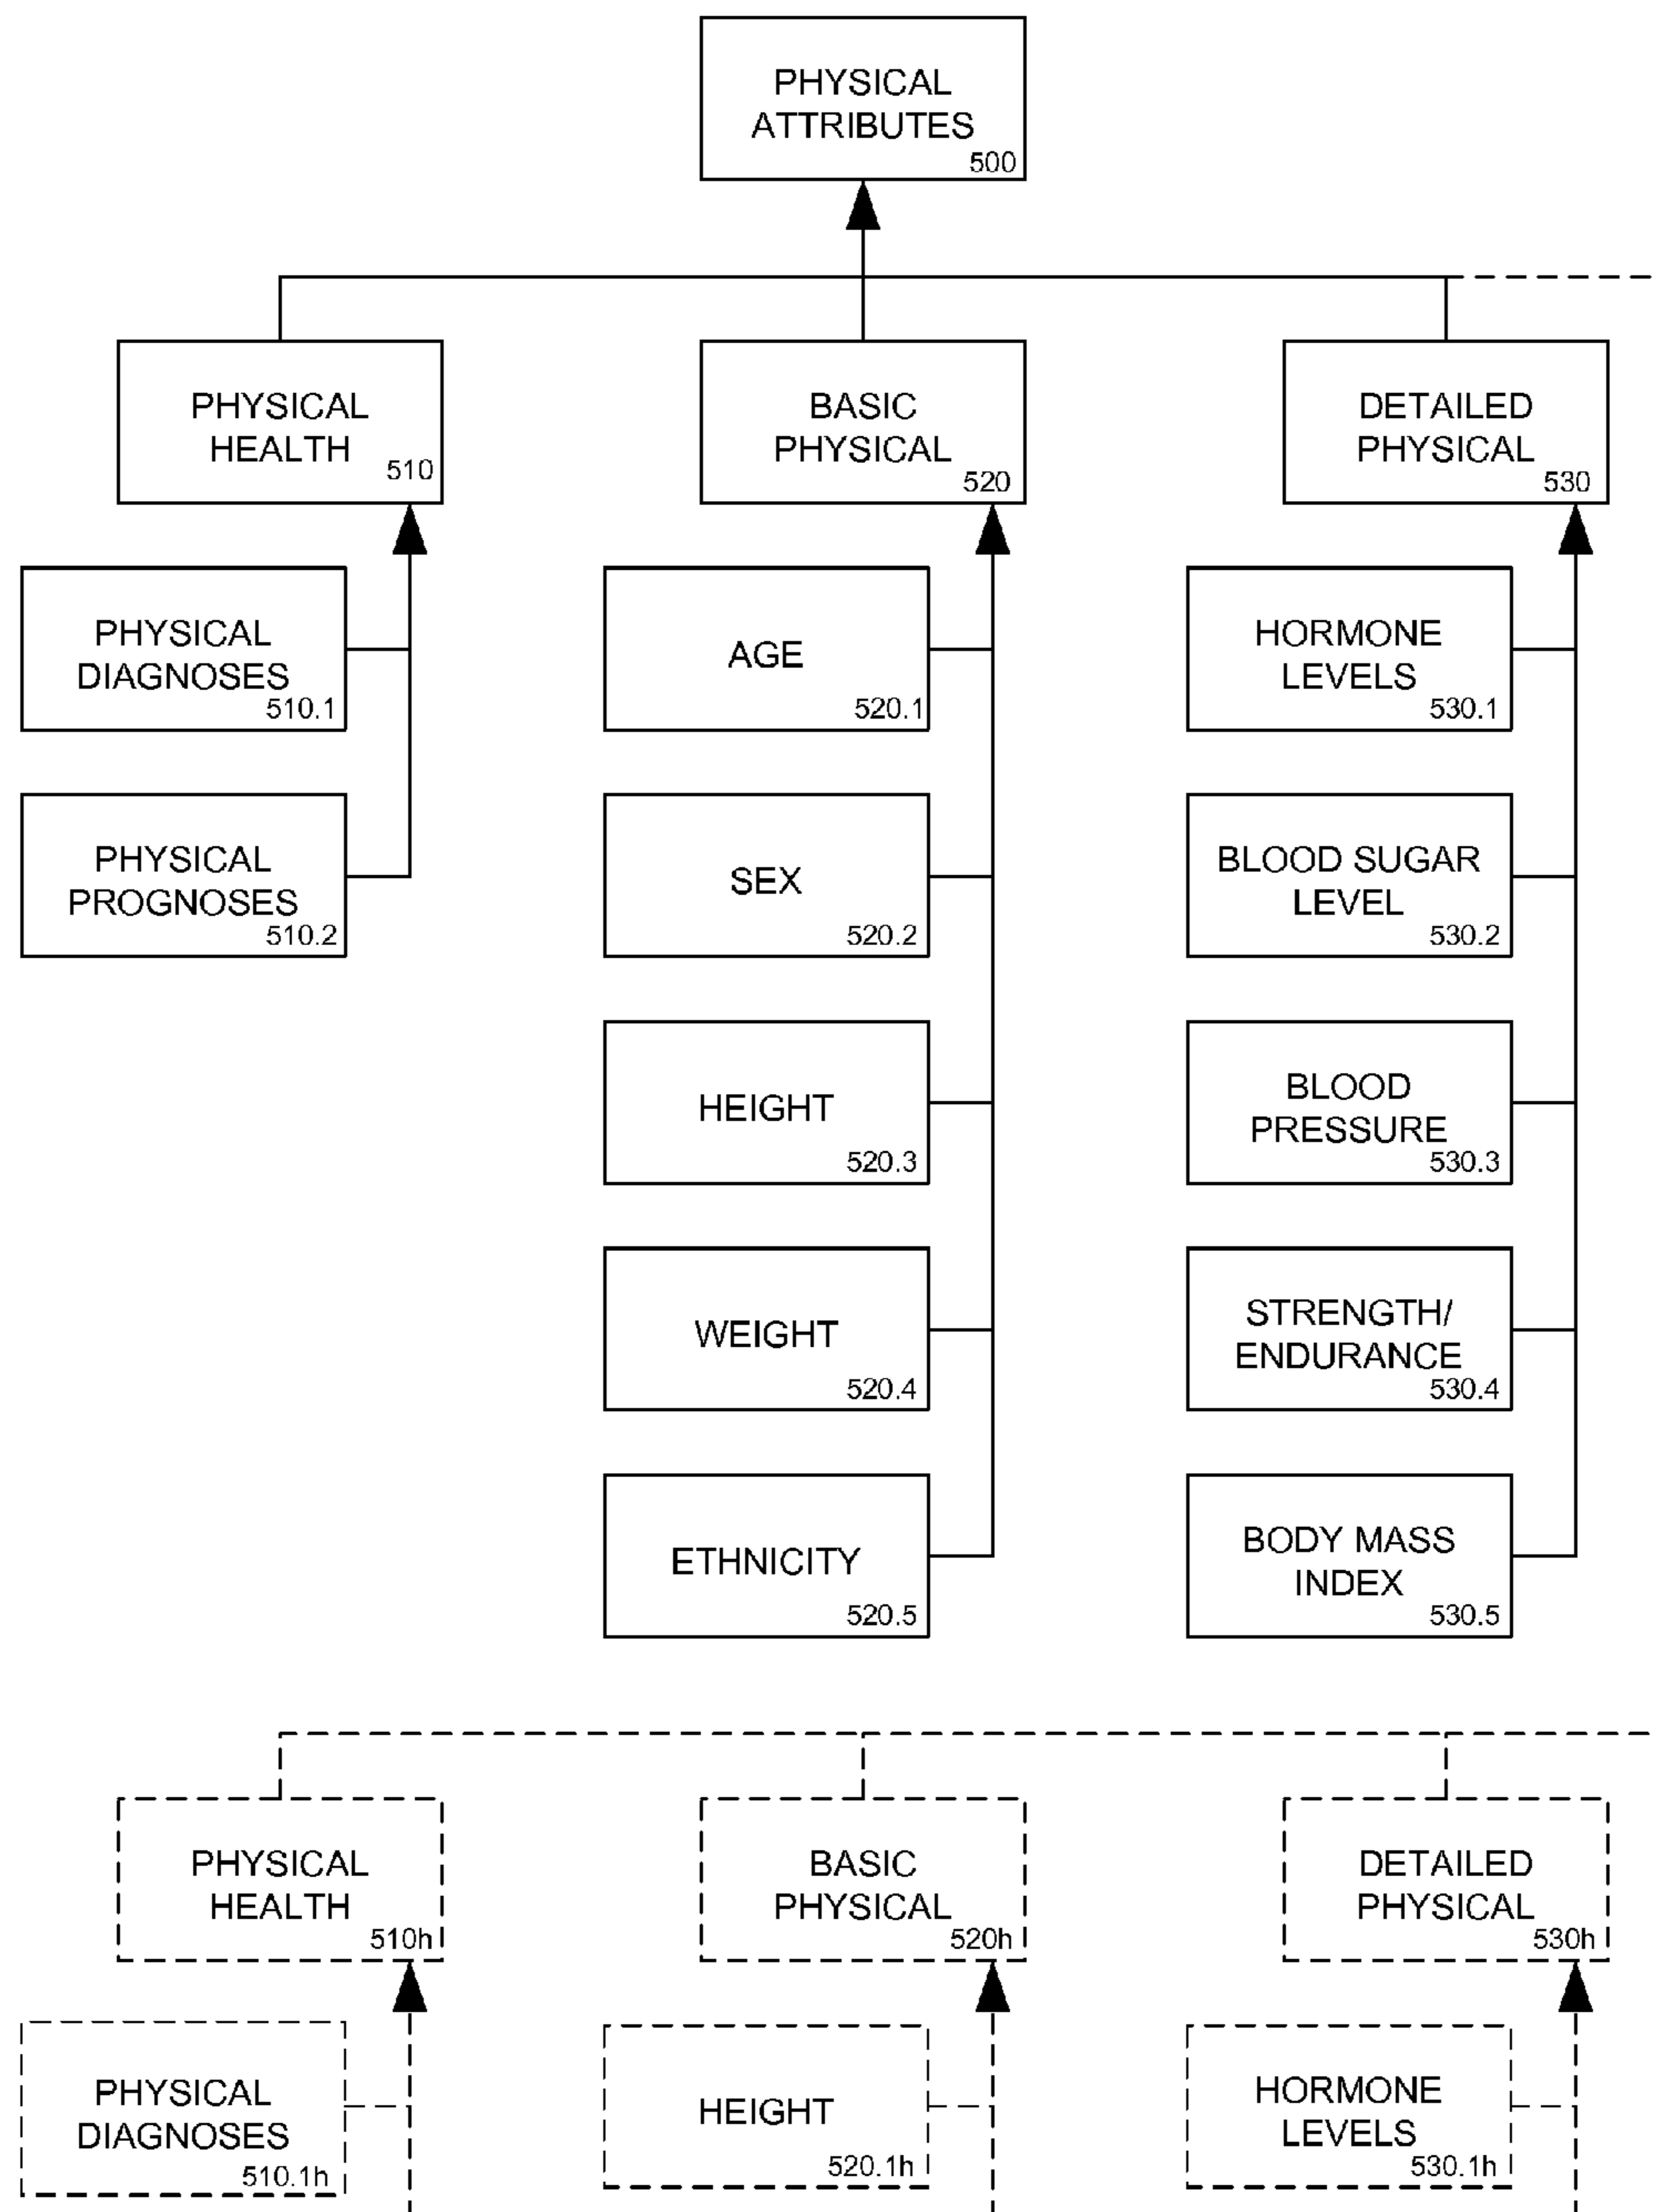 PHYSICAL
ATTRIBUTES
500
PHYSICAL
HEALTH
510
BASIC
PHYSICAL
520
DETAILED
PHYSICAL
530
PHYSICAL
DIAGNOSES
510.1
AGE
520.1
HORMONE
LEVELS
530.1
PHYSICAL
PROGNOSES
510.2
SEX
520.2
BLOOD SUGAR
LEVEL
530.2
HEIGHT
520.3
BLOOD
PRESSURE
530.3
WEIGHT
520.4
STRENGTH/
ENDURANCE
530.4
ETHNICITY
520.5
BODY MASS
INDEX
530.5
PHYSICAL
HEALTH
510h
BASIC
PHYSICAL
520h
DETAILED
PHYSICAL
530h
PHYSICAL
DIAGNOSES
510.1h
HEIGHT
520.1h
HORMONE
LEVELS
530.1h